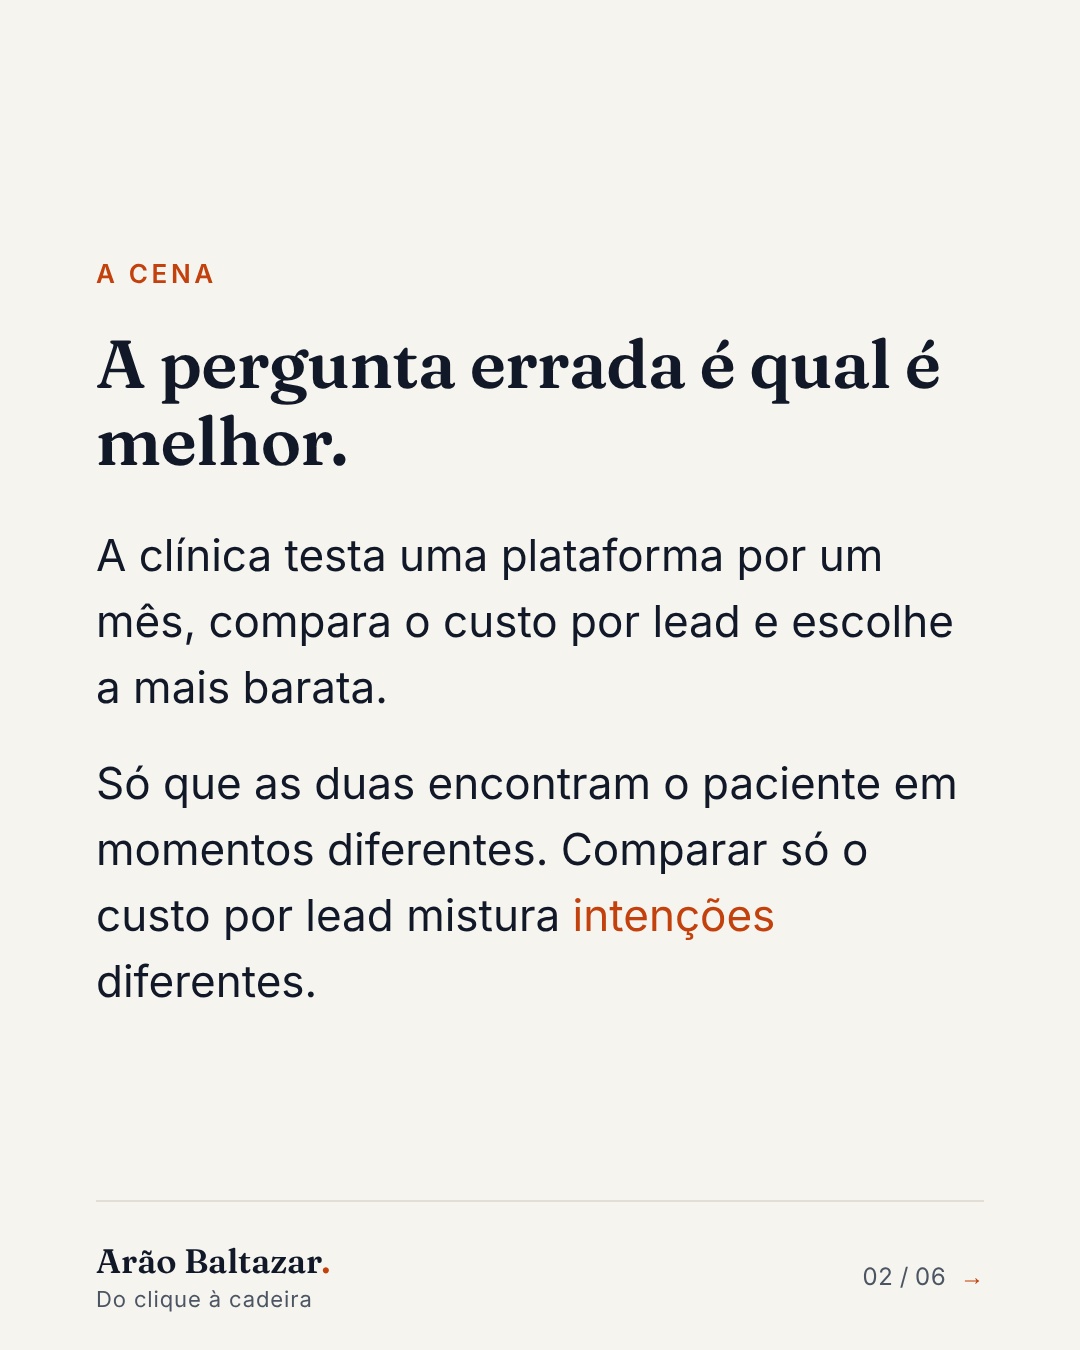 A CENA
A pergunta errada é qual é
melhor.
A clínica testa uma plataforma por um
mês, compara o custo por lead e escolhe
a mais barata.
Só que as duas encontram o paciente em
momentos diferentes. Comparar só o
custo por lead mistura intenções
diferentes.
Arão Baltazar.
Do clique à cadeira
02 / 06 →